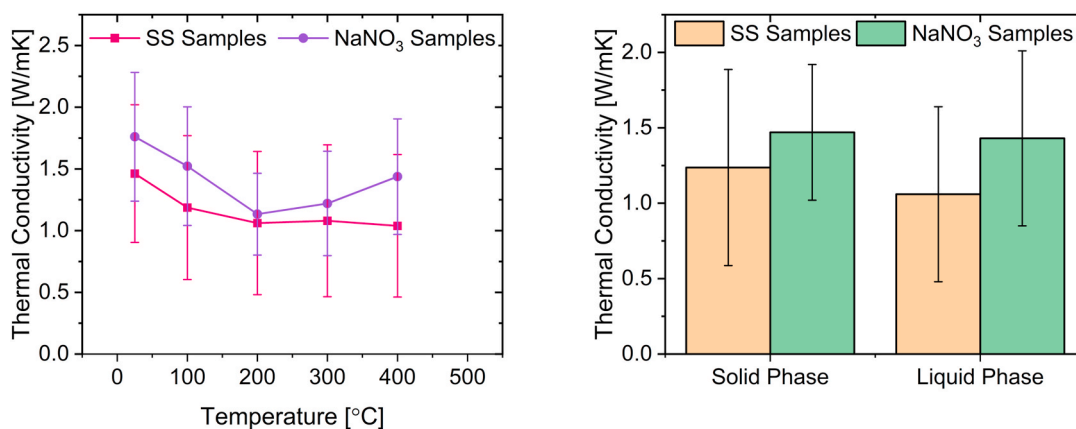 SS Samples
NaNO3 Samples
Thermal Conductivity [W/mK]
2.5
2.0
1.5
1.0
0.5
0.0
0 100 200 300 400 500
Temperature [°C]
SS Samples
NaNO3 Samples
Thermal Conductivity [W/mK]
2.0
1.5
1.0
0.5
0.0
Solid Phase Liquid Phase